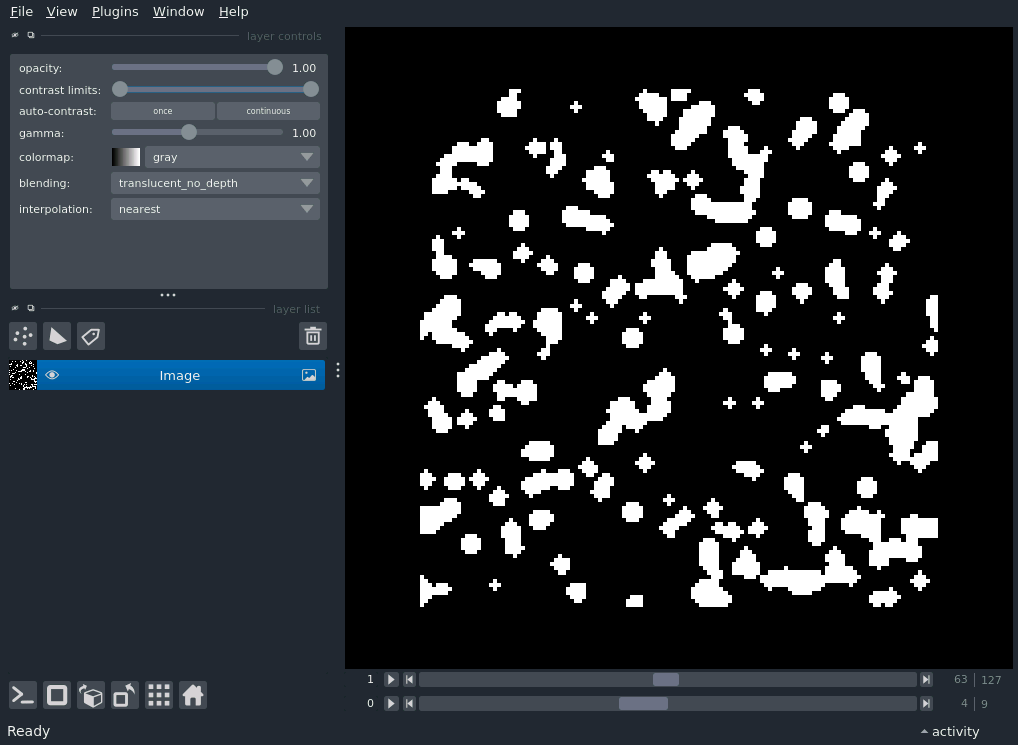 File View Plugins Window Help
layer controls
opacity: 1.00
contrast limits:
auto-contrast: once continuous
gamma: 1.00
colormap: gray
blending: translucent_no_depth
interpolation: nearest
layer list
Image
1 63 127
0 4 9
Ready activity